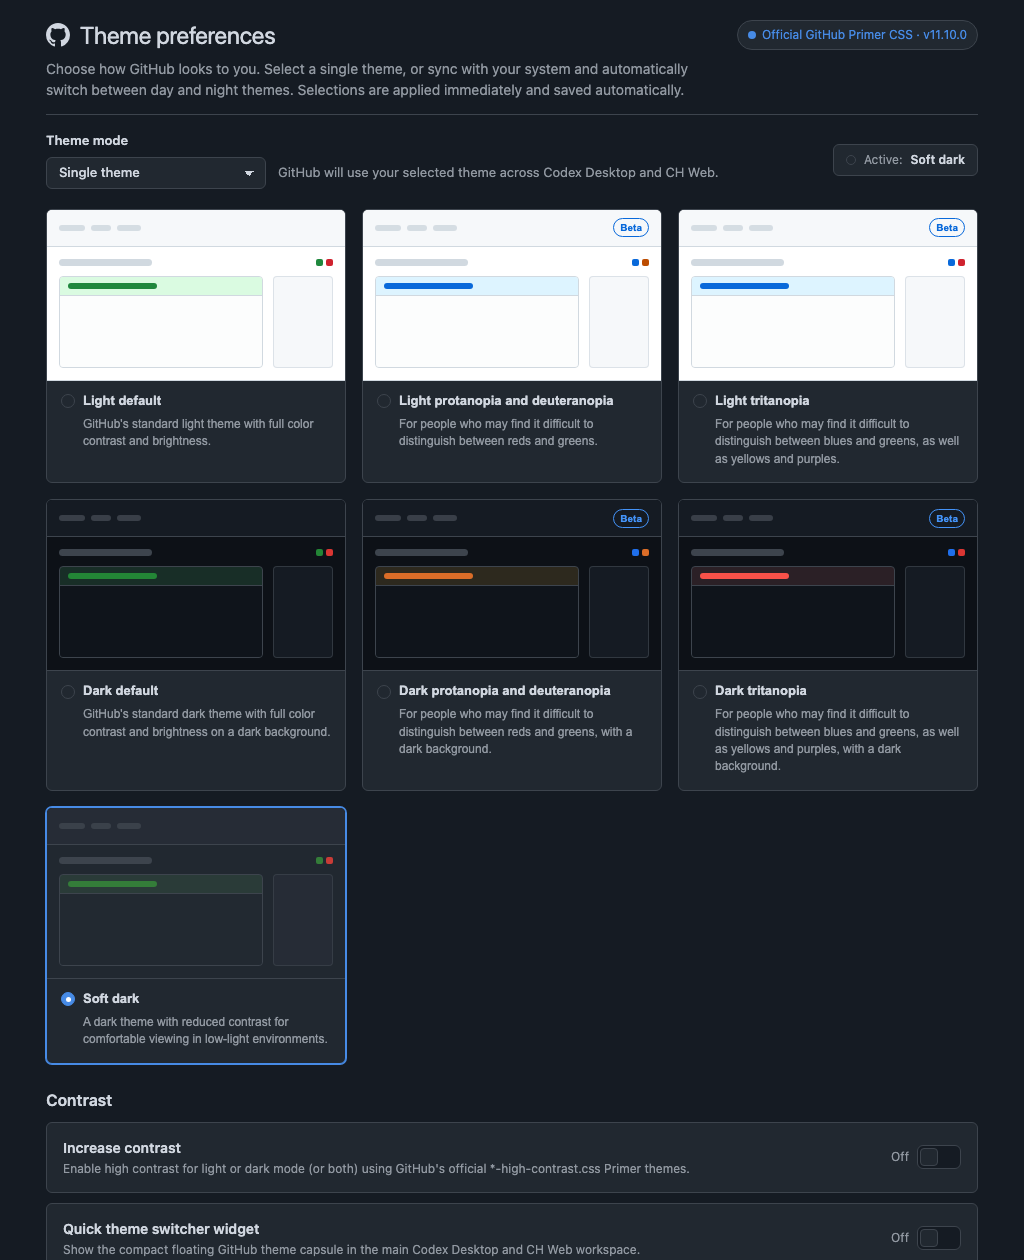 Theme preferences
Official GitHub Primer CSS · v11.10.0
Choose how GitHub looks to you. Select a single theme, or sync with your system and automatically
switch between day and night themes. Selections are applied immediately and saved automatically.
Theme mode
Single theme
GitHub will use your selected theme across Codex Desktop and CH Web.
Active: Soft dark
Beta
Beta
Light default
GitHub's standard light theme with full color
contrast and brightness.
Light protanopia and deuteranopia
For people who may find it difficult to
distinguish between reds and greens.
Light tritanopia
For people who may find it difficult to
distinguish between blues and greens, as well
as yellows and purples.
Beta
Beta
Dark default
GitHub's standard dark theme with full color
contrast and brightness on a dark background.
Dark protanopia and deuteranopia
For people who may find it difficult to
distinguish between reds and greens, with a
dark background.
Dark tritanopia
For people who may find it difficult to
distinguish between blues and greens, as well
as yellows and purples, with a dark
background.
Soft dark
A dark theme with reduced contrast for
comfortable viewing in low-light environments.
Contrast
Increase contrast
Enable high contrast for light or dark mode (or both) using GitHub's official *-high-contrast.css Primer themes.
Off
Quick theme switcher widget
Show the compact floating GitHub theme capsule in the main Codex Desktop and CH Web workspace.
Off